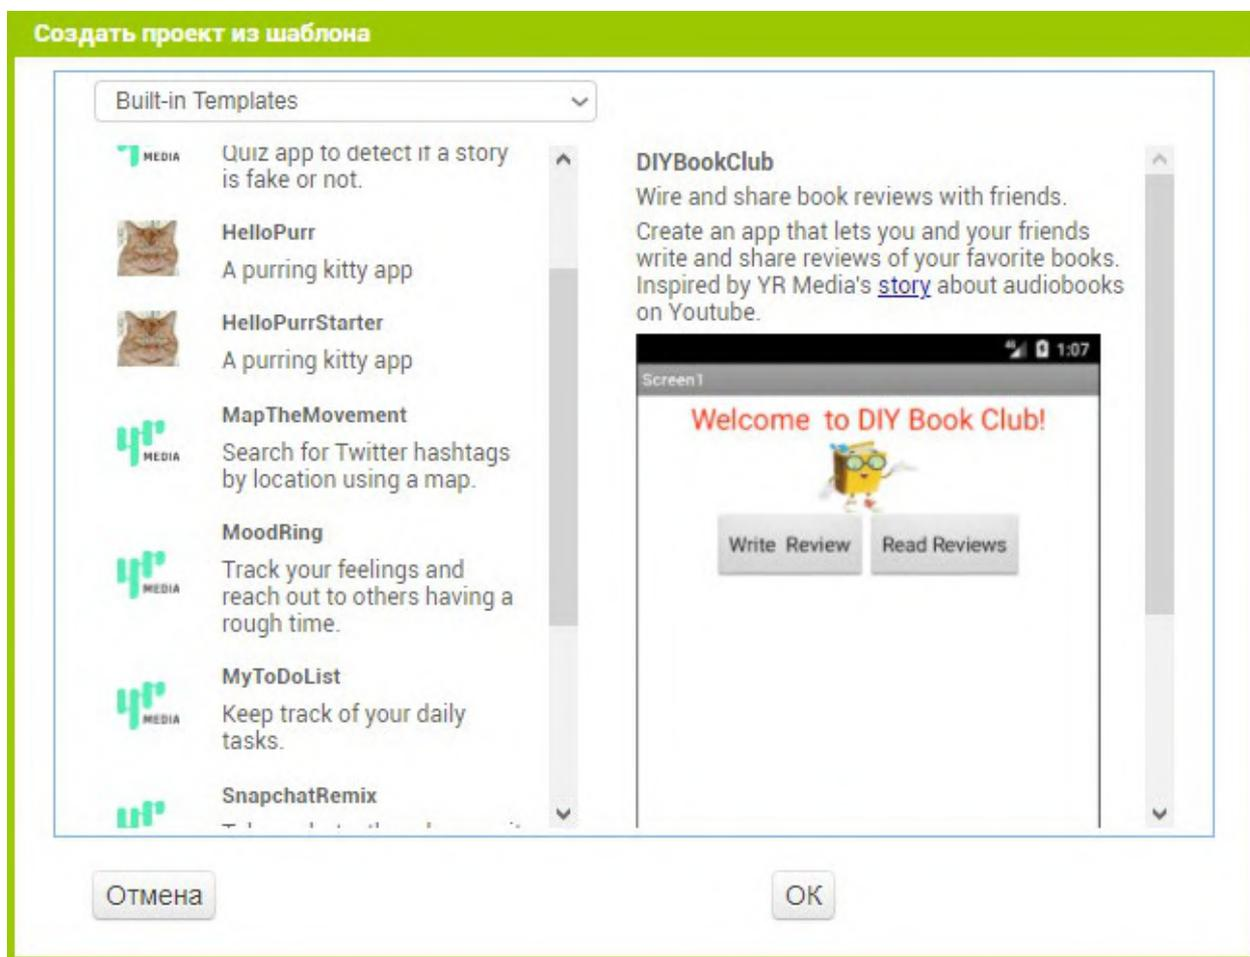 Создать проект из шаблона
Built-in Templates
MEDIA
Quiz app to detect if a story
is fake or not.
HelloPurr
A purring kitty app
HelloPurrStarter
A purring kitty app
MEDIA
MapTheMovement
Search for Twitter hashtags
by location using a map.
MEDIA
MoodRing
Track your feelings and
reach out to others having a
rough time.
MEDIA
MyToDoList
Keep track of your daily
tasks.
SnapchatRemix
DIYBookClub
Wire and share book reviews with friends.
Create an app that lets you and your friends
write and share reviews of your favorite books.
Inspired by YR Media's story about audiobooks
on Youtube.
1:07
Screen1
Welcome to DIY Book Club!
Write Review
Read Reviews
Отмена
OK